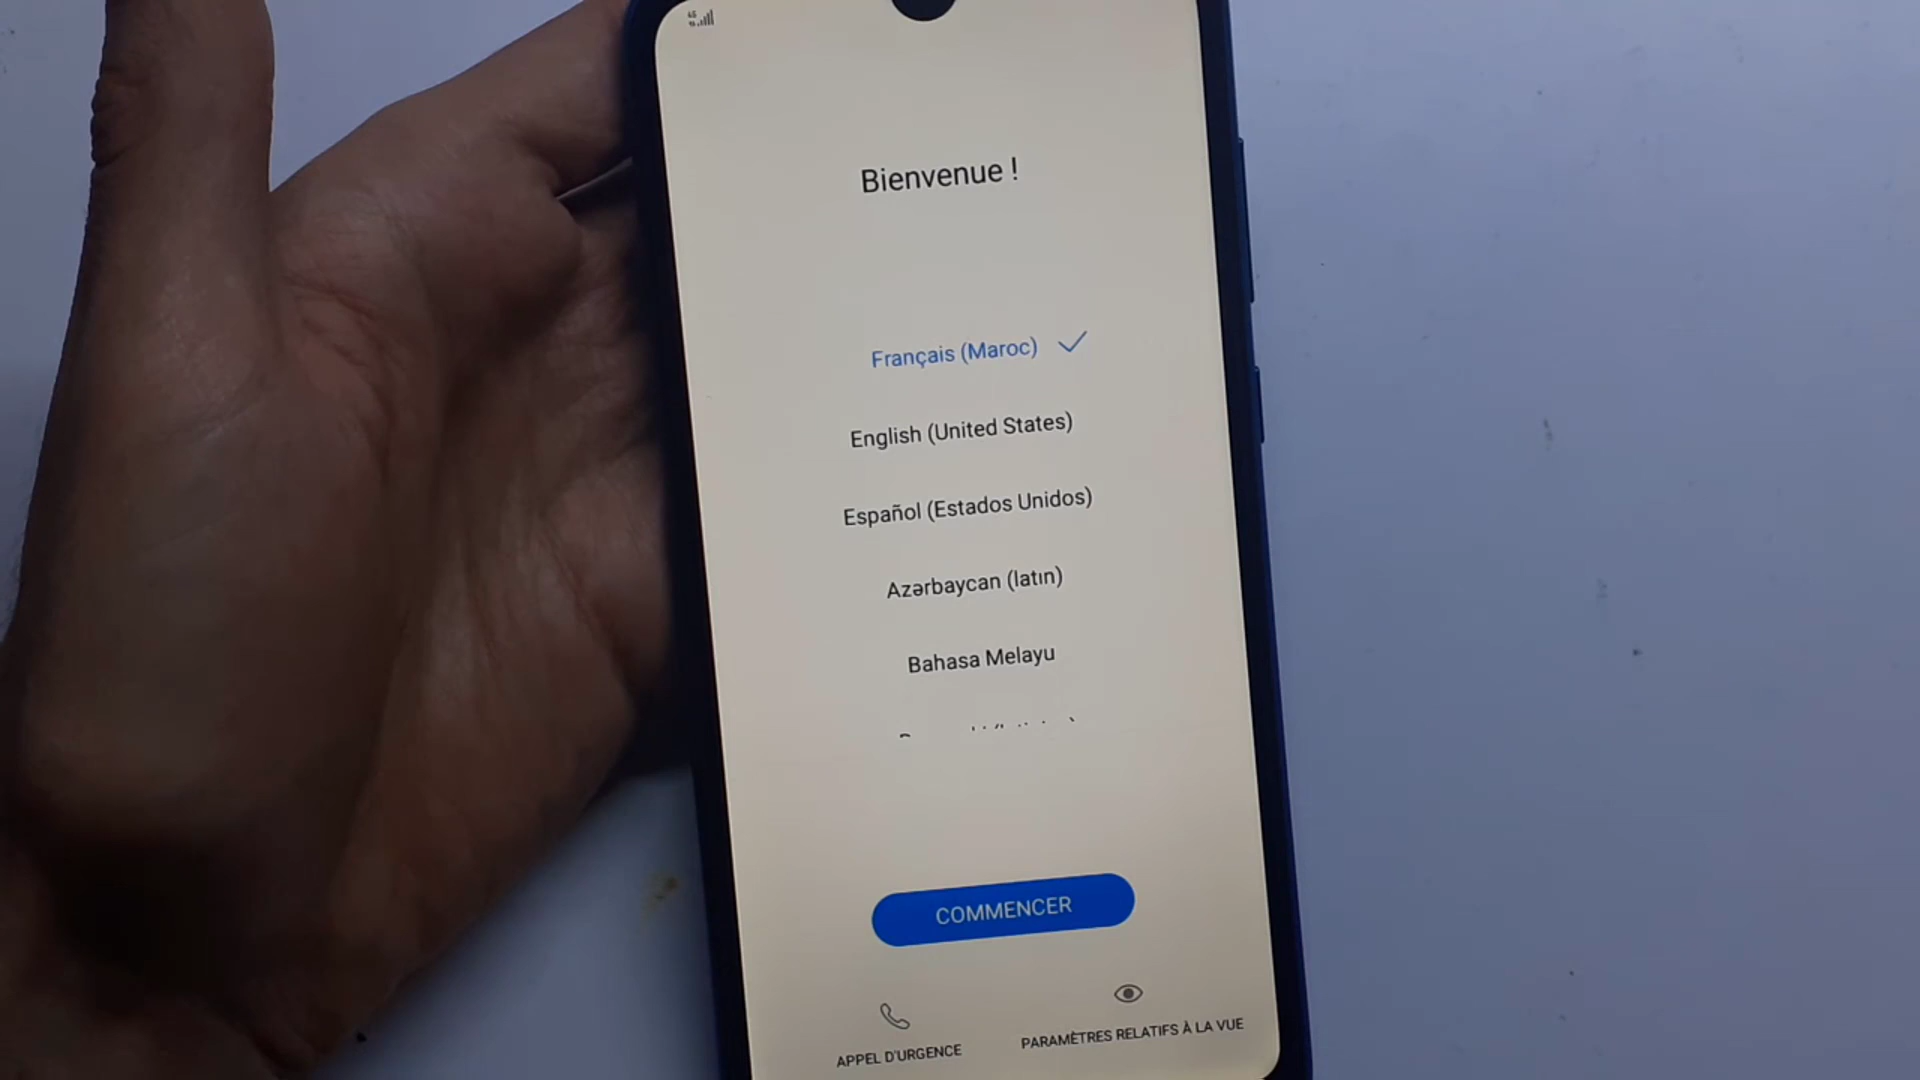 4G
Bienvenue !
Français (Maroc)
English (United States)
Español (Estados Unidos)
Azərbaycan (latın)
Bahasa Melayu
COMMENCER
APPEL D'URGENCE
PARAMÈTRES RELATIFS À LA VUE